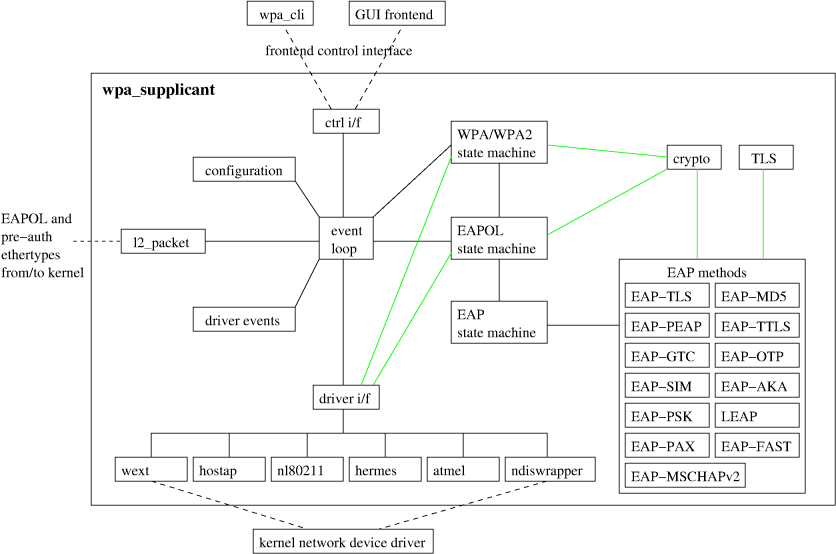 wpa_cli
GUI frontend
frontend control interface
wpa_supplicant
ctrl i/f
WPA/WPA2
state machine
crypto
TLS
configuration
EAPOL and
pre−auth
ethertypes
from/to kernel
l2_packet
event
loop
EAPOL
state machine
driver events
EAP
state machine
EAP methods
EAP−TLS
EAP−MD5
EAP−PEAP
EAP−TTLS
EAP−GTC
EAP−OTP
EAP−SIM
EAP−AKA
EAP−PSK
LEAP
EAP−PAX
EAP−FAST
EAP−MSCHAPv2
driver i/f
wext
hostap
nl80211
hermes
atmel
ndiswrapper
kernel network device driver